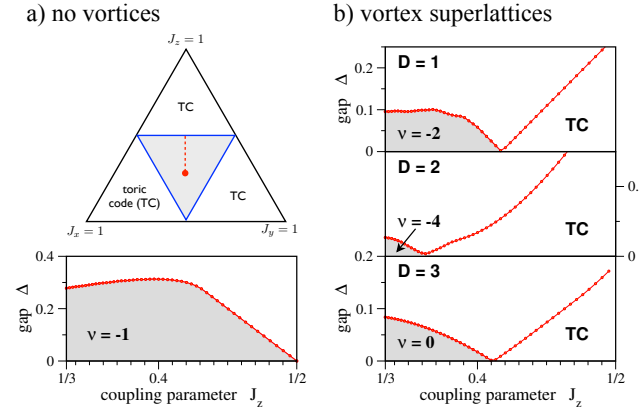 a) no vortices
J_z = 1
TC
toric
code (TC)
TC
J_x = 1
J_y = 1
0.4
0.2
0
gap Δ
ν = -1
1/3
0.4
1/2
coupling parameter J_z
b) vortex superlattices
0.2
0.1
0
gap Δ
D = 1
ν = -2
TC
D = 2
ν = -4
TC
0.
0
0.2
0.1
0
gap Δ
D = 3
ν = 0
TC
1/3
0.4
1/2
coupling parameter J_z